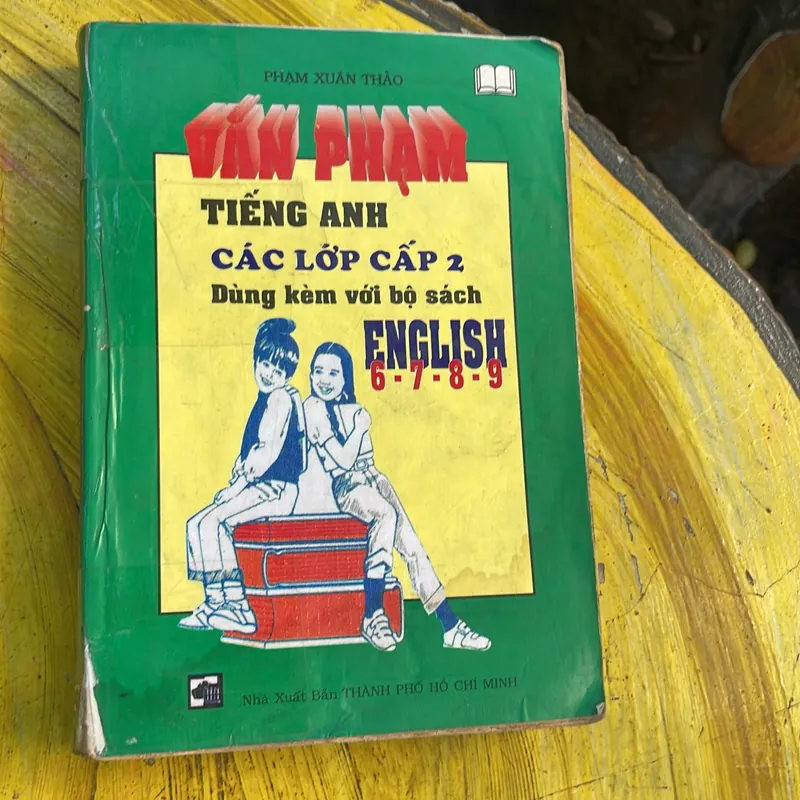 PHẠM XUÂN THẢO
VĂN PHẠM
TIẾNG ANH
CÁC LỚP CẤP 2
Dùng kèm với bộ sách
ENGLISH
6 - 7 - 8 - 9
Nhà Xuất Bản THÀNH PHỐ HỒ CHÍ MINH